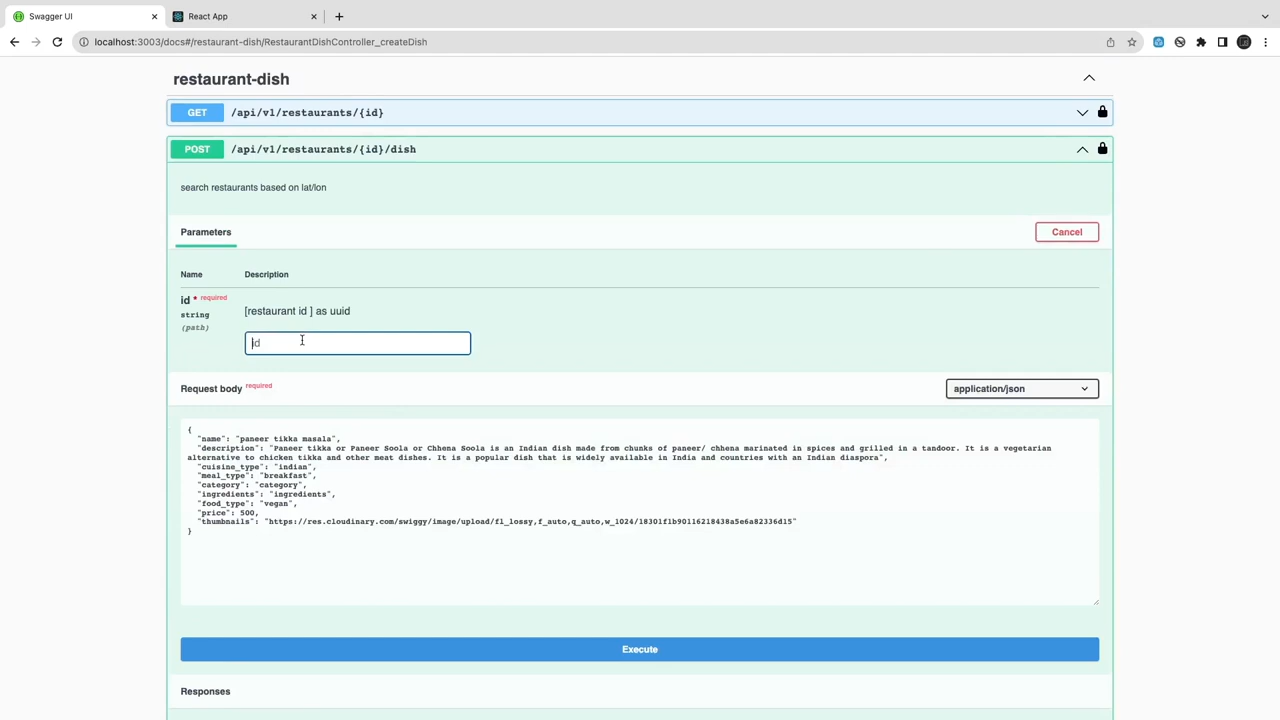 Swagger UI
React App
localhost:3003/docs#/restaurant-dish/RestaurantDishController_createDish
restaurant-dish
GET /api/v1/restaurants/{id}
POST /api/v1/restaurants/{id}/dish
search restaurants based on lat/lon
Parameters
Cancel
Name Description
id * required
string
(path)
[restaurant id ] as uuid
id
Request body required
application/json
{
"name": "paneer tikka masala",
"description": "Paneer tikka or Paneer Soola or Chhena Soola is an Indian dish made from chunks of paneer/ chhena marinated in spices and grilled in a tandoor. It is a vegetarian
alternative to chicken tikka and other meat dishes. It is a popular dish that is widely available in India and countries with an Indian diaspora",
"cuisine_type": "indian",
"meal_type": "breakfast",
"category": "category",
"ingredients": "ingredients",
"food_type": "vegan",
"price": 500,
"thumbnails": "https://res.cloudinary.com/swiggy/image/upload/fl_lossy,f_auto,q_auto,w_1024/18301f1b90116218438a5e6a82336d15"
}
Execute
Responses